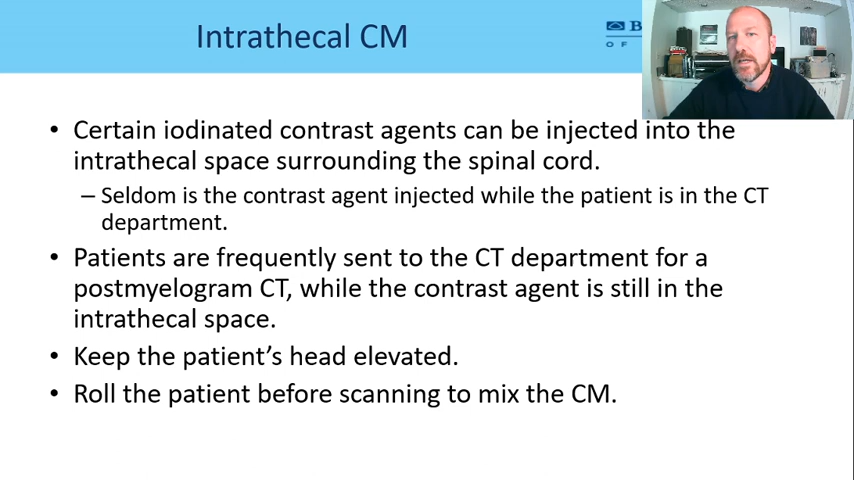 Intrathecal CM
B
O F
• Certain iodinated contrast agents can be injected into the
intrathecal space surrounding the spinal cord.
– Seldom is the contrast agent injected while the patient is in the CT
department.
• Patients are frequently sent to the CT department for a
postmyelogram CT, while the contrast agent is still in the
intrathecal space.
• Keep the patient’s head elevated.
• Roll the patient before scanning to mix the CM.